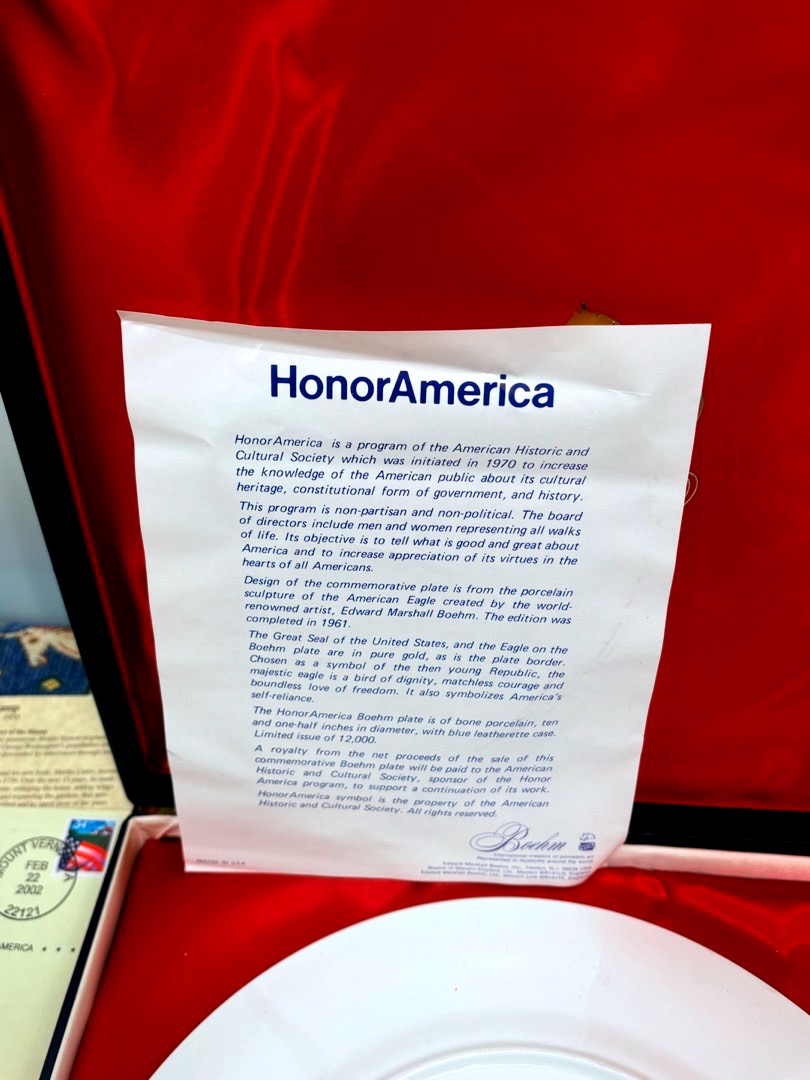 HonorAmerica
HonorAmerica is a program of the American Historic and
Cultural Society which was initiated in 1970 to increase
the knowledge of the American public about its cultural
heritage, constitutional form of government, and history.
This program is non-partisan and non-political. The board
of directors include men and women representing all walks
of life. Its objective is to tell what is good and great about
America and to increase appreciation of its virtues in the
hearts of all Americans.
Design of the commemorative plate is from the porcelain
sculpture of the American Eagle created by the world-
renowned artist, Edward Marshall Boehm. The edition was
completed in 1961.
The Great Seal of the United States, and the Eagle on the
Boehm plate are in pure gold, as is the plate border.
Chosen as a symbol of the then young Republic, the
majestic eagle is a bird of dignity, matchless courage and
boundless love of freedom. It also symbolizes America's
self-reliance.
The HonorAmerica Boehm plate is of bone porcelain, ten
and one-half inches in diameter, with blue leatherette case.
Limited issue of 12,000.
A royalty from the net proceeds of the sale of this
commemorative Boehm plate will be paid to the American
Historic and Cultural Society, sponsor of the Honor
America program, to support a continuation of its work.
HonorAmerica symbol is the property of the American
Historic and Cultural Society. All rights reserved.
Boehm
MADE IN USA
34
MOUNT VERN
FEB
22
2002
22121
AMERICA